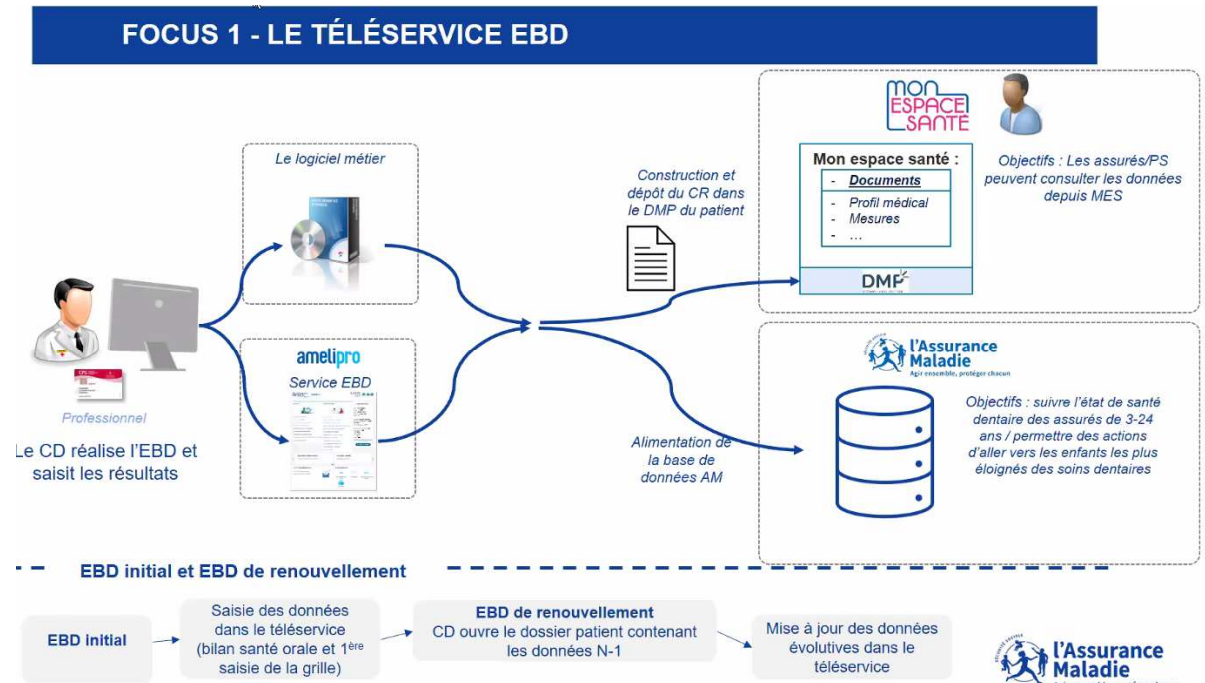 FOCUS 1 - LE TÉLÉSERVICE EBD
Le logiciel métier
amelipro
Service EBD
CPS
Professionnel
Le CD réalise l'EBD et
saisit les résultats
Construction et
dépôt du CR dans
le DMP du patient
Alimentation de
la base de
données AM
MON
ESPACE
SANTÉ
Mon espace santé :
- Documents
- Profil médical
- Mesures
- ...
DMP
Objectifs : Les assurés/PS
peuvent consulter les données
depuis MES
l'Assurance
Maladie
Agir ensemble, protéger chacun
Objectifs : suivre l'état de santé
dentaire des assurés de 3-24
ans / permettre des actions
d'aller vers les enfants les plus
éloignés des soins dentaires
EBD initial et EBD de renouvellement
EBD initial
Saisie des données
dans le téléservice
(bilan santé orale et 1ère
saisie de la grille)
EBD de renouvellement
CD ouvre le dossier patient contenant
les données N-1
Mise à jour des données
évolutives dans le
téléservice
l'Assurance
Maladie